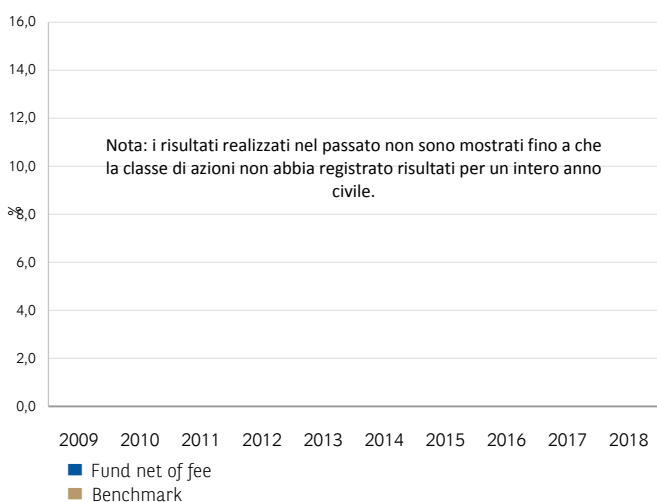 16,0
14,0
12,0
Nota: i risultati realizzati nel passato non sono mostrati fino a che
10,0
la classe di azioni non abbia registrato risultati per un intero anno
civile.
%
8,0
6,0
4,0
2,0
0,0
2009 2010 2011 2012 2013 2014 2015 2016 2017 2018
Fund net of fee
Benchmark